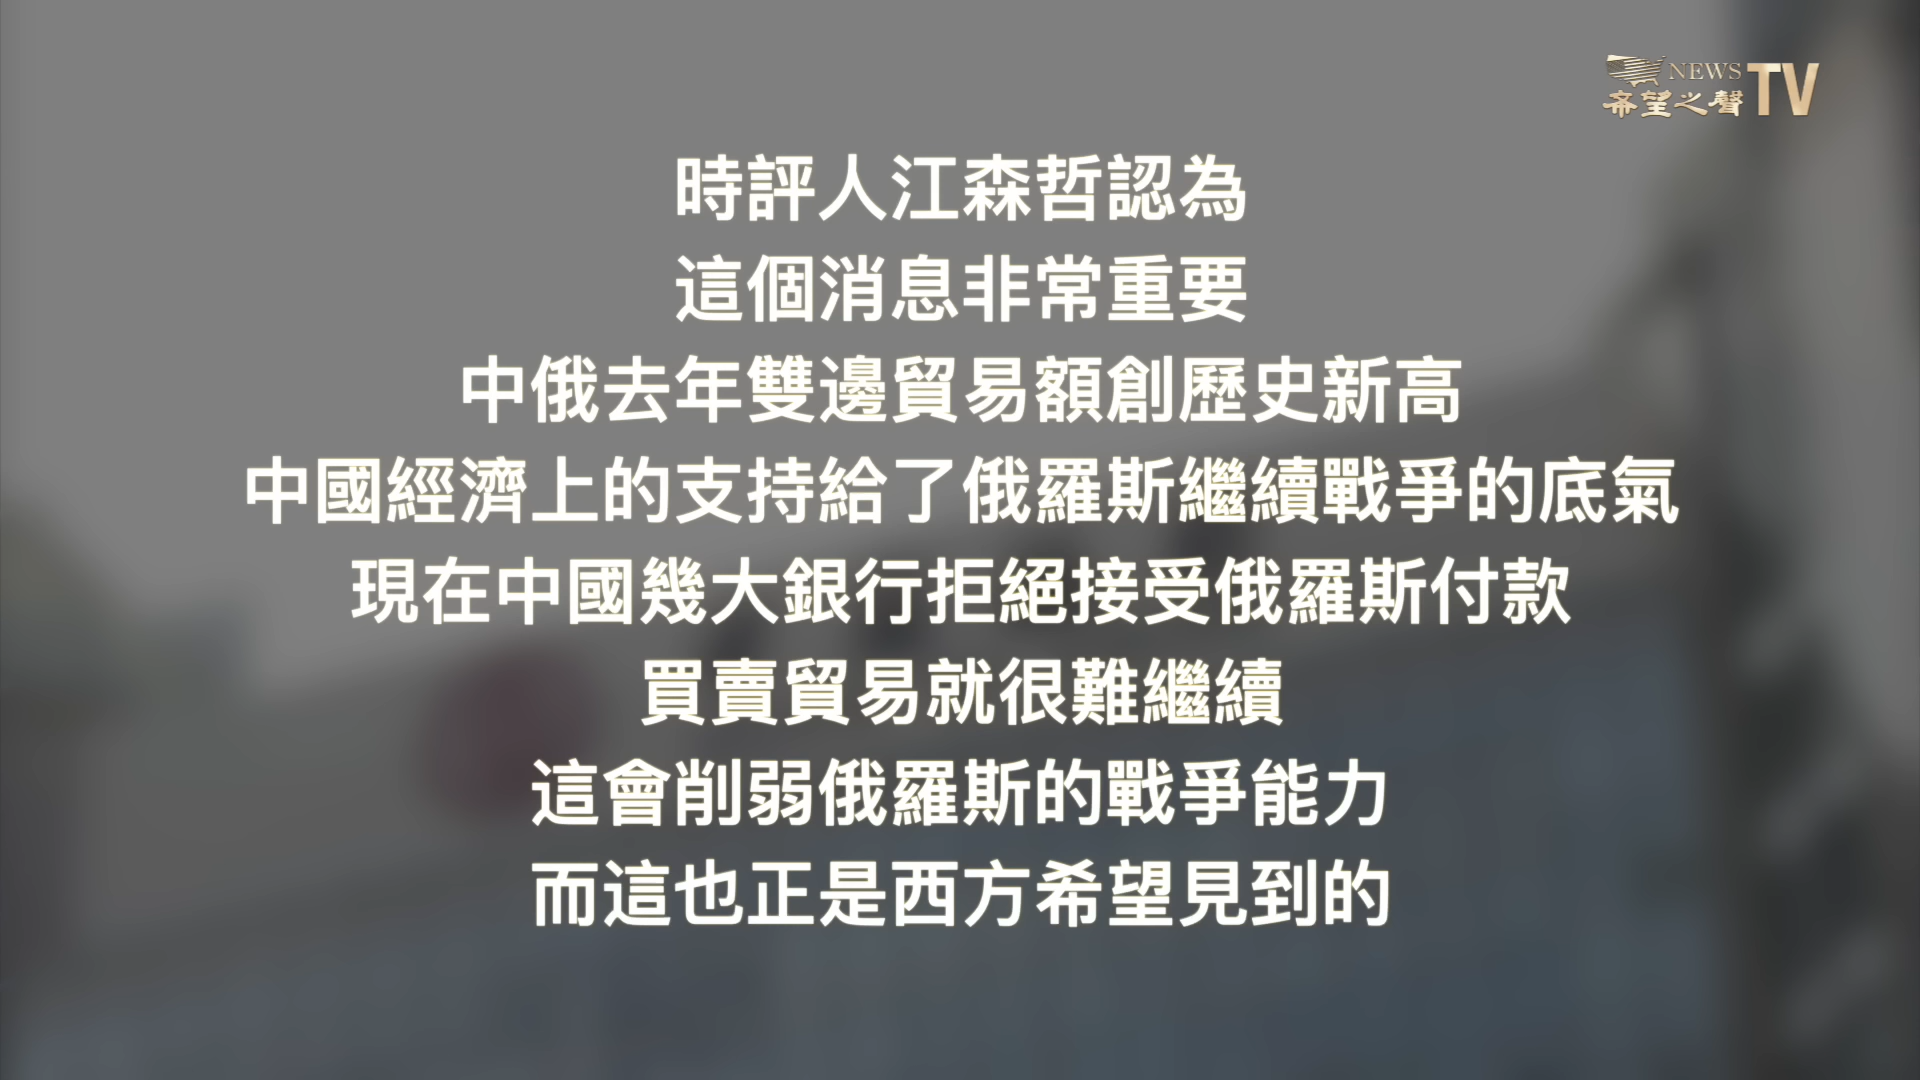 NEWS
希望之聲TV
時評人江森哲認為
這個消息非常重要
中俄去年雙邊貿易額創歷史新高
中國經濟上的支持給了俄羅斯繼續戰爭的底氣
現在中國幾大銀行拒絕接受俄羅斯付款
買賣貿易就很難繼續
這會削弱俄羅斯的戰爭能力
而這也正是西方希望見到的